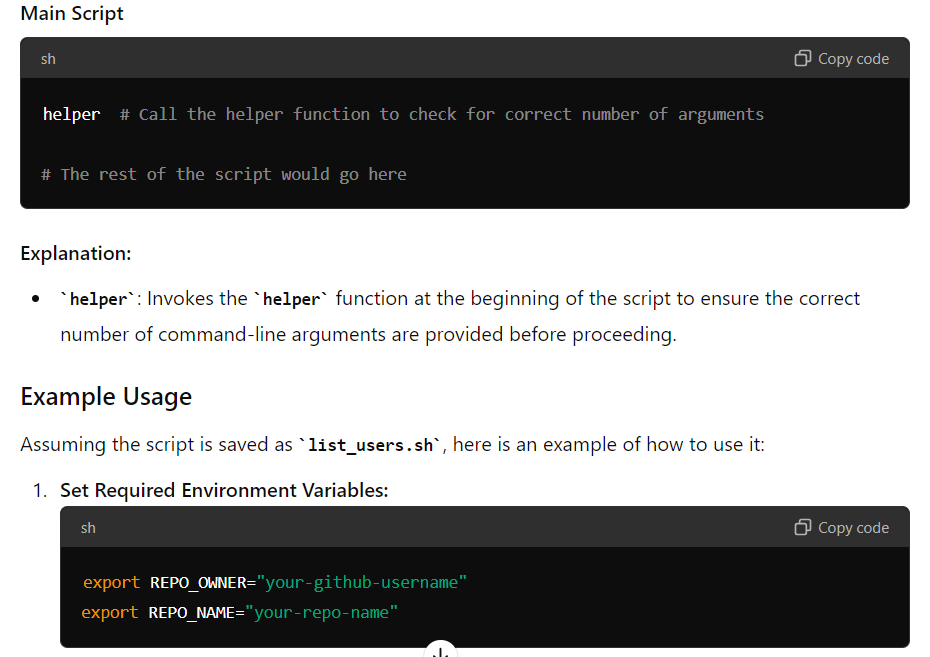 Main Script
sh
Copy code
helper  # Call the helper function to check for correct number of arguments
# The rest of the script would go here
Explanation:
`helper`: Invokes the `helper` function at the beginning of the script to ensure the correct
number of command-line arguments are provided before proceeding.
Example Usage
Assuming the script is saved as `list_users.sh`, here is an example of how to use it:
1. Set Required Environment Variables:
sh
Copy code
export REPO_OWNER="your-github-username"
export REPO_NAME="your-repo-name"